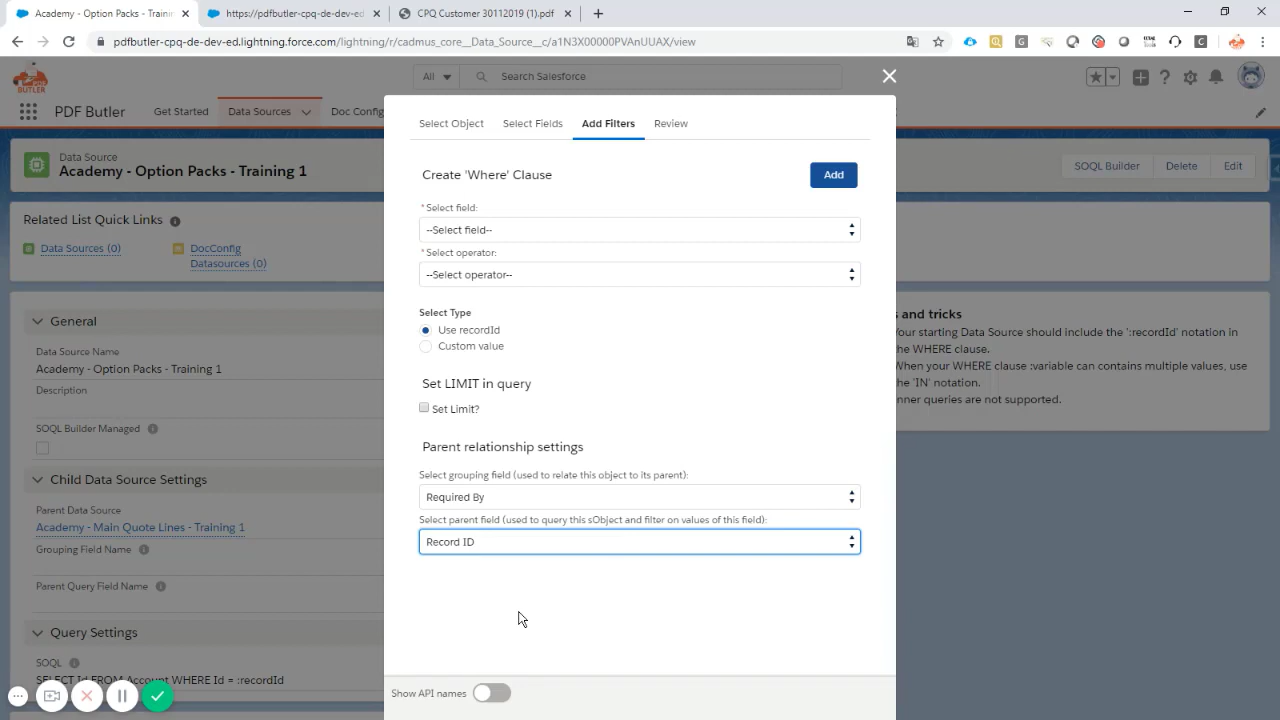 Academy - Option Packs - Training 1
https://pdfbutler-cpq-de-dev-ed
CPQ Customer 30112019 (1).pdf
pdfbutler-cpq-de-dev-ed.lightning.force.com/lightning/r/cadmus_core__Data_Source__c/a1N3X00000PVAnUUAX/view
BUTLER
All
Search Salesforce
PDF Butler
Get Started
Data Sources
Doc Config
Data Source
Academy - Option Packs - Training 1
SOQL Builder
Delete
Edit
Related List Quick Links
Data Sources (0)
DocConfig
Datasources (0)
General
Data Source Name
Academy - Option Packs - Training 1
Description
SOQL Builder Managed
Child Data Source Settings
Parent Data Source
Academy - Main Quote Lines - Training 1
Grouping Field Name
Parent Query Field Name
Query Settings
SOQL
SELECT Id FROM Account WHERE Id = :recordId
Select Object
Select Fields
Add Filters
Review
Create 'Where' Clause
Add
* Select field:
--Select field--
* Select operator:
--Select operator--
Select Type
Use recordId
Custom value
Set LIMIT in query
Set Limit?
Parent relationship settings
Select grouping field (used to relate this object to its parent):
Required By
Select parent field (used to query this sObject and filter on values of this field):
Record ID
Show API names
s and tricks
Your starting Data Source should include the ':recordId' notation in
the WHERE clause.
When your WHERE clause :variable can contains multiple values, use
the 'IN' notation.
nner queries are not supported.